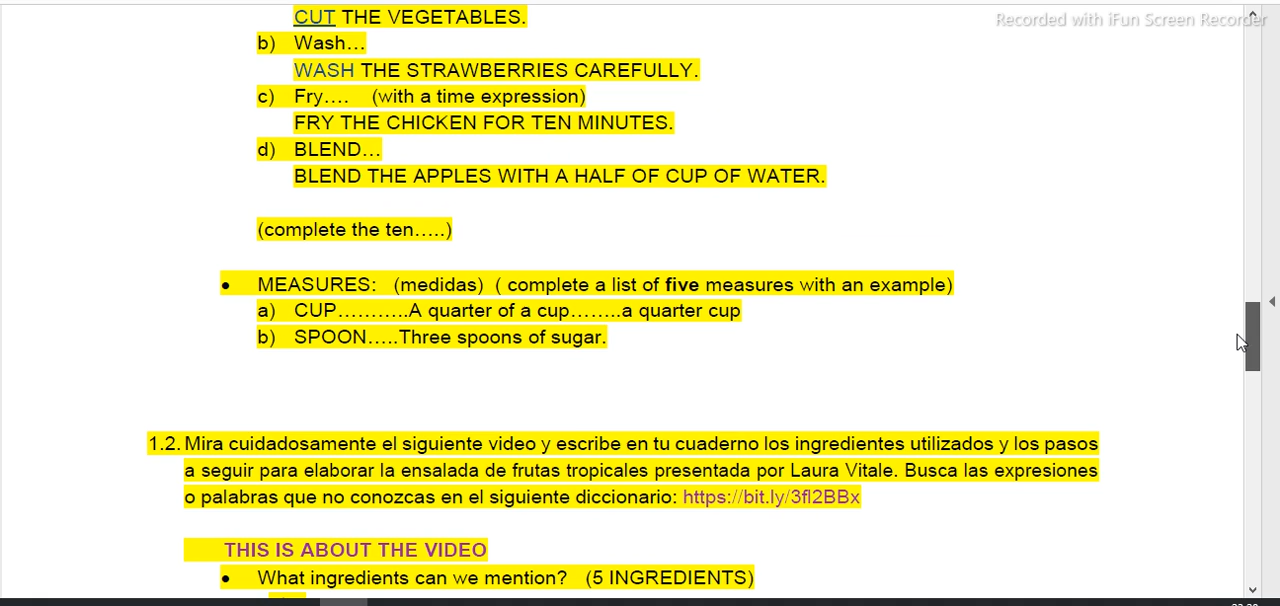 Recorded with iFun Screen Recorder
CUT THE VEGETABLES.
b) Wash…
WASH THE STRAWBERRIES CAREFULLY.
c) Fry…. (with a time expression)
FRY THE CHICKEN FOR TEN MINUTES.
d) BLEND…
BLEND THE APPLES WITH A HALF OF CUP OF WATER.
(complete the ten…..)
• MEASURES: (medidas) ( complete a list of five measures with an example)
a) CUP………..A quarter of a cup……..a quarter cup
b) SPOON…..Three spoons of sugar.
1.2. Mira cuidadosamente el siguiente video y escribe en tu cuaderno los ingredientes utilizados y los pasos
a seguir para elaborar la ensalada de frutas tropicales presentada por Laura Vitale. Busca las expresiones
o palabras que no conozcas en el siguiente diccionario: https://bit.ly/3fl2BBx
THIS IS ABOUT THE VIDEO
• What ingredients can we mention? (5 INGREDIENTS)